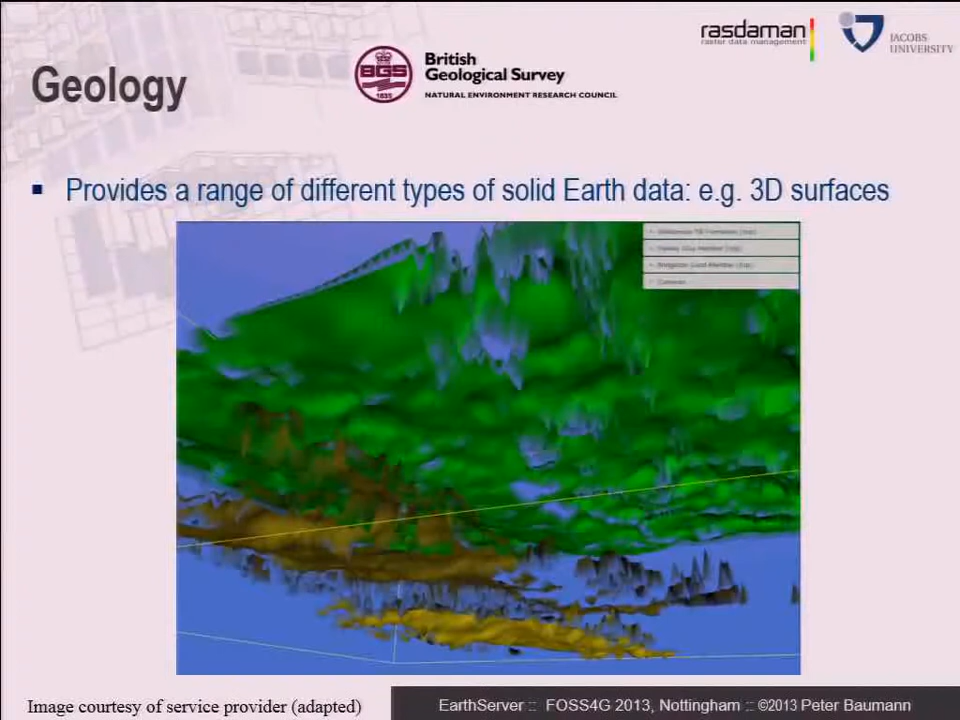 rasdaman
raster data management
JACOBS
UNIVERSITY
Geology
BGS
1835
British
Geological Survey
NATURAL ENVIRONMENT RESEARCH COUNCIL
▪ Provides a range of different types of solid Earth data: e.g. 3D surfaces
Image courtesy of service provider (adapted)
EarthServer :: FOSS4G 2013, Nottingham :: ©2013 Peter Baumann